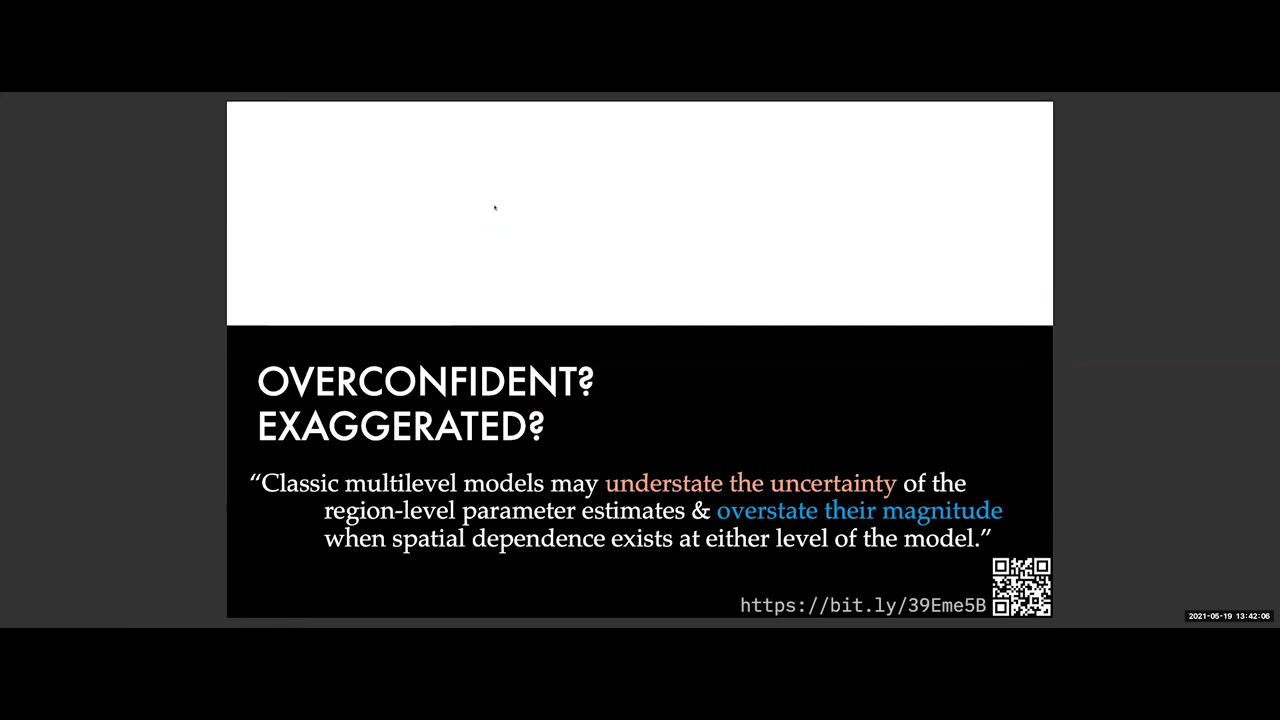 OVERCONFIDENT?
EXAGGERATED?
“Classic multilevel models may understate the uncertainty of the
region-level parameter estimates & overstate their magnitude
when spatial dependence exists at either level of the model.”
https://bit.ly/39Eme5B
2021-05-19 13:42:06